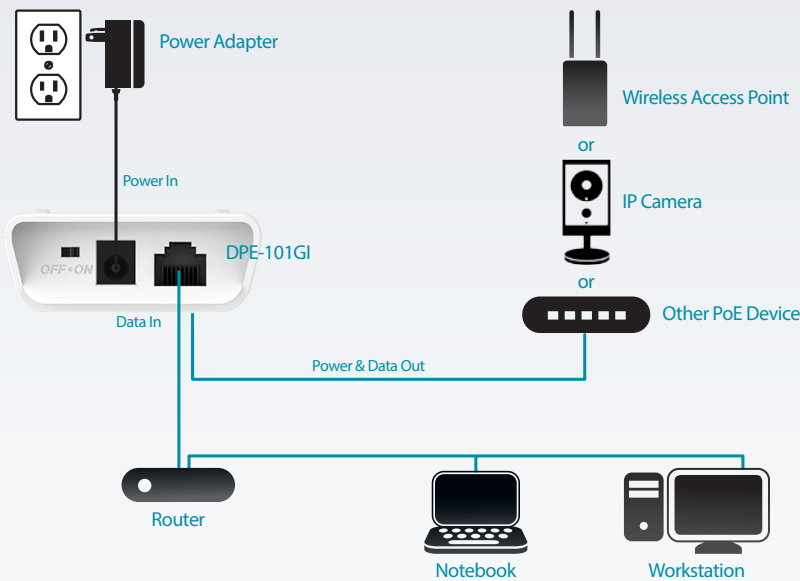 Power Adapter
Wireless Access Point
or
Power In
IP Camera
DPE-101GI
OFF•ON
or
Data In
Other PoE Device
Power & Data Out
Router
Notebook
Workstation